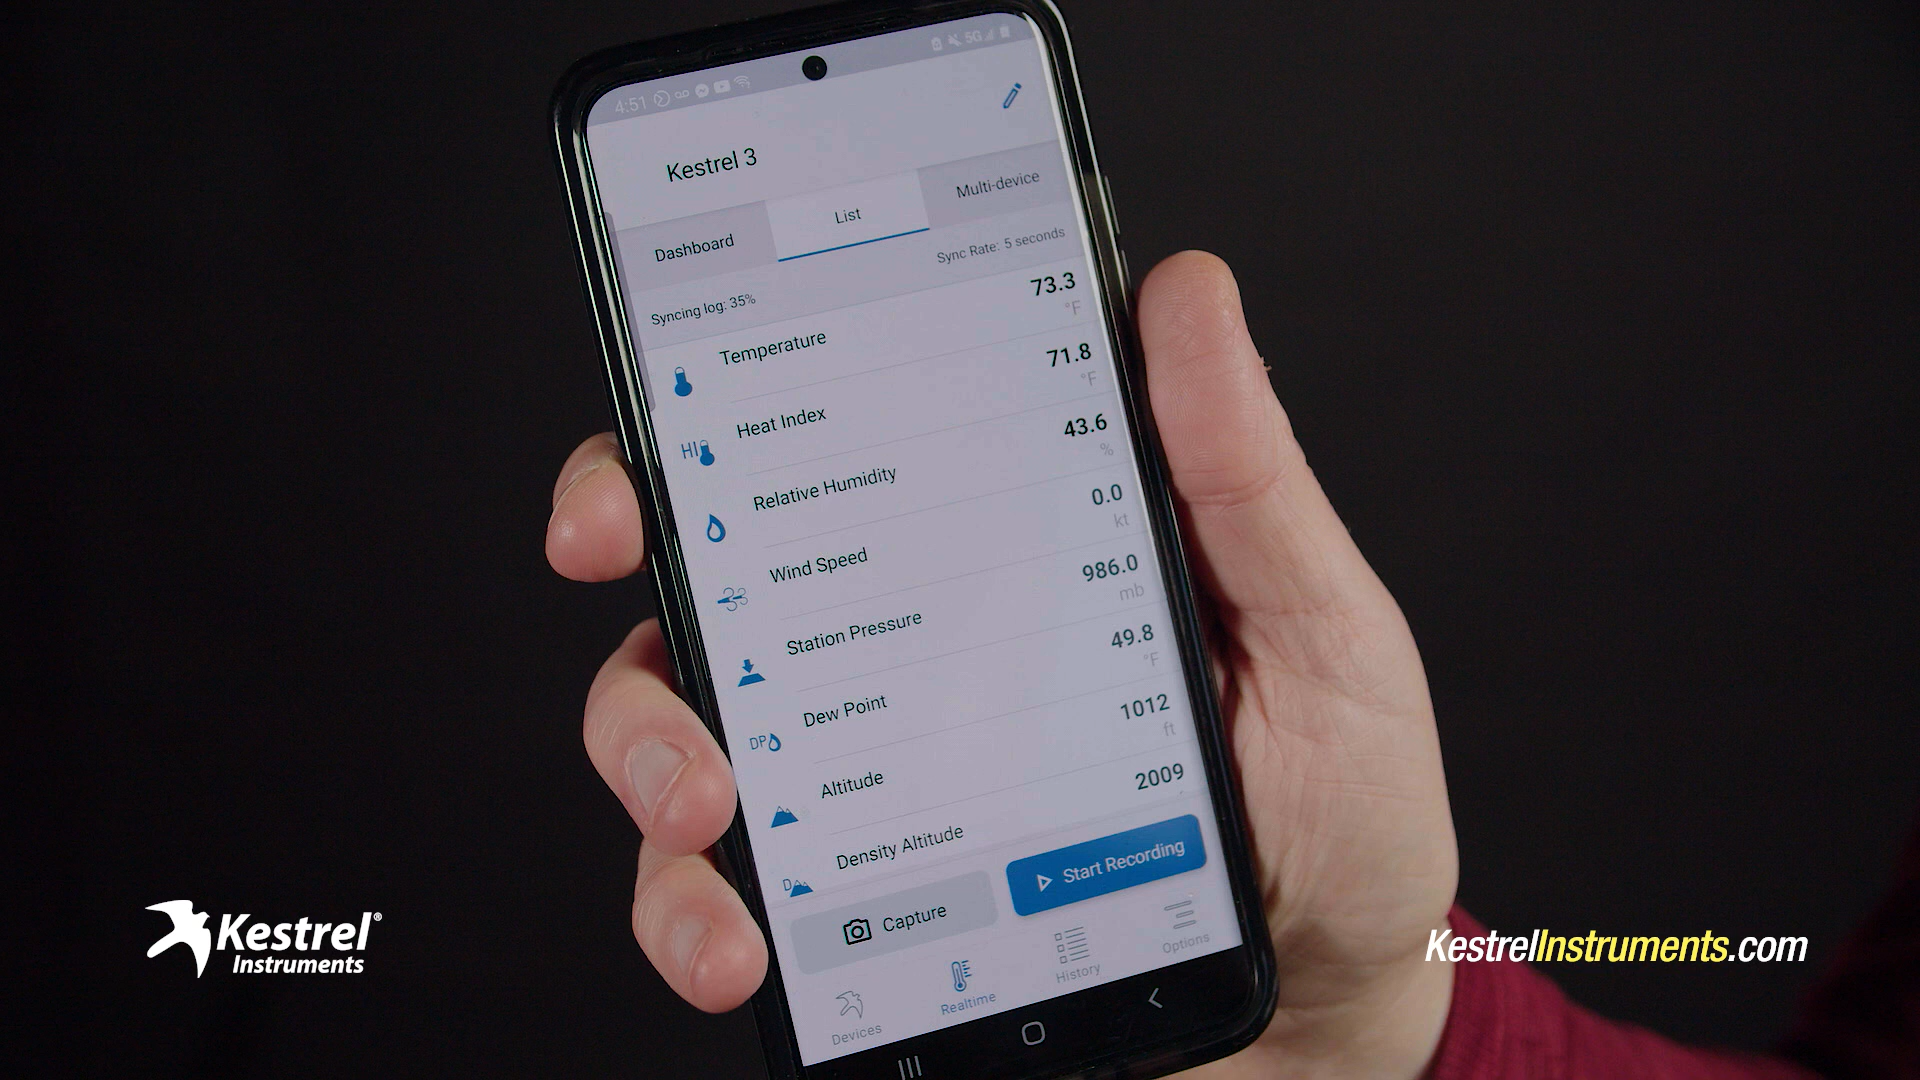 4:51
5G
Kestrel 3
Dashboard
List
Multi-device
Syncing log: 35%
Sync Rate: 5 seconds
Temperature
73.3
°F
HI
Heat Index
71.8
°F
Relative Humidity
43.6
%
Wind Speed
0.0
kt
Station Pressure
986.0
mb
DP
Dew Point
49.8
°F
Altitude
1012
ft
D
Density Altitude
2009
Capture
Start Recording
Devices
Realtime
History
Options
Kestrel®
Instruments
KestrelInstruments.com